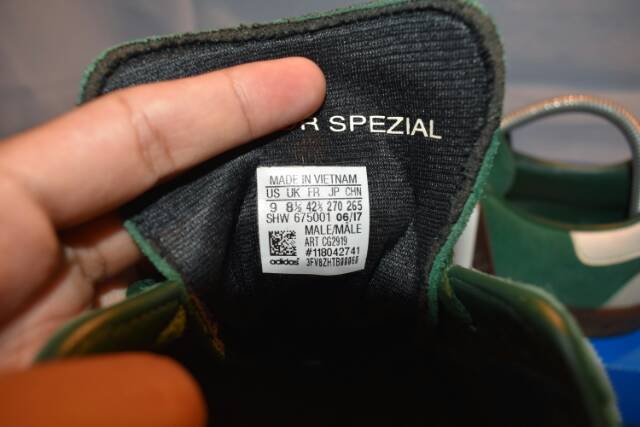 R SPEZIAL
MADE IN VIETNAM
US UK FR JP CHN
9 8½ 42⅔ 270 265
SHW 675001 06/17
MALE/MÂLE
ART CG2919
#118042741
adidas